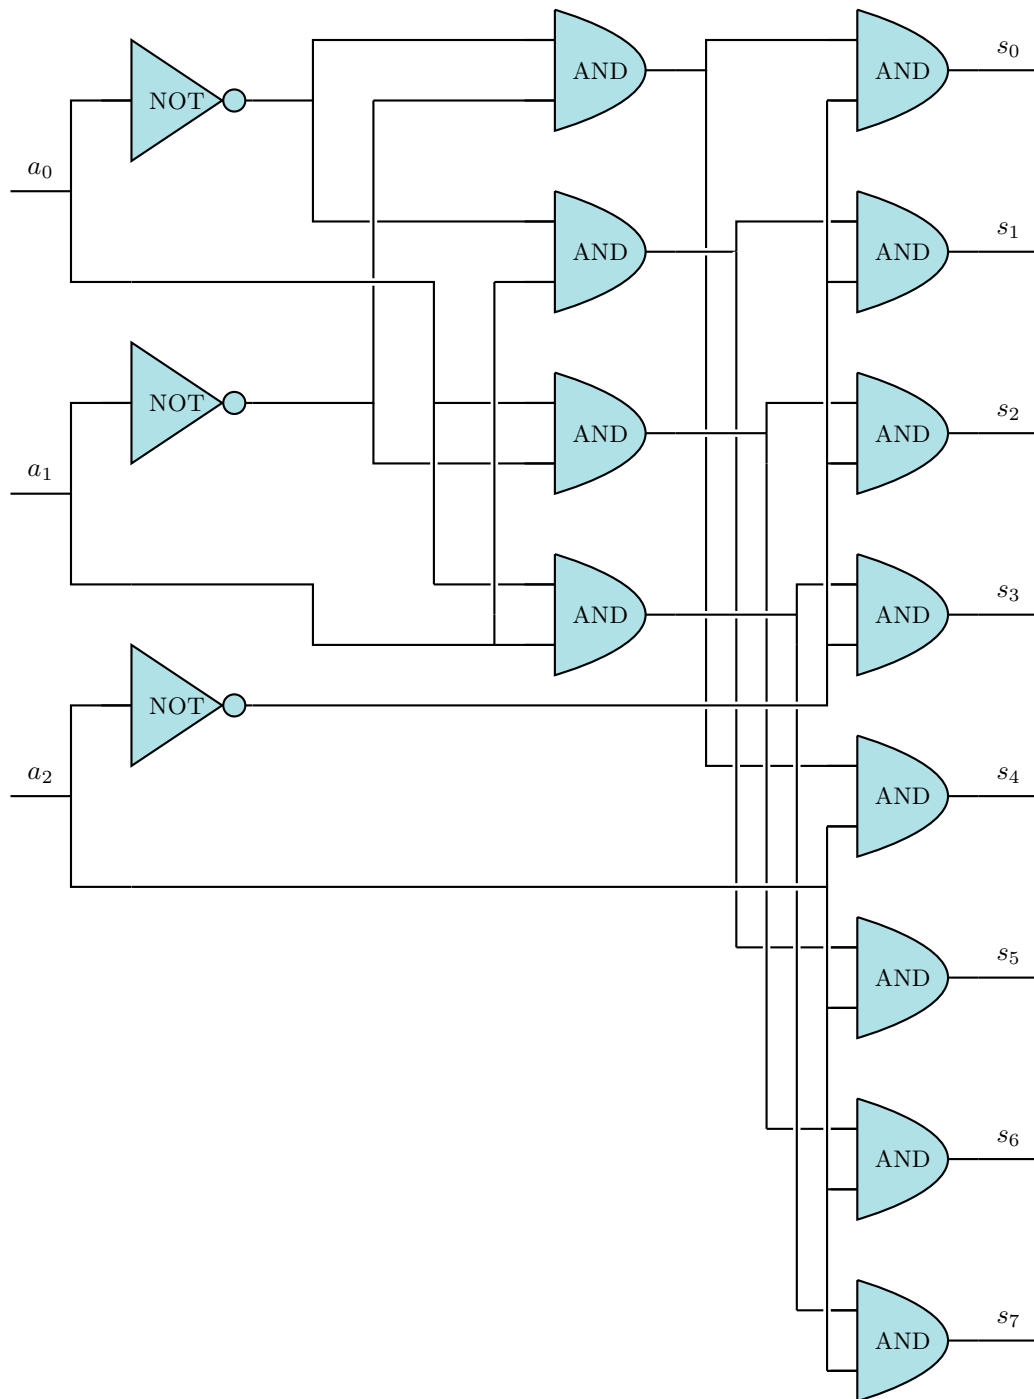 AND
AND
s₀
NOT
a₀
AND
AND
s₁
NOT
AND
AND
s₂
a₁
AND
AND
s₃
NOT
a₂
AND
s₄
AND
s₅
AND
s₆
AND
s₇